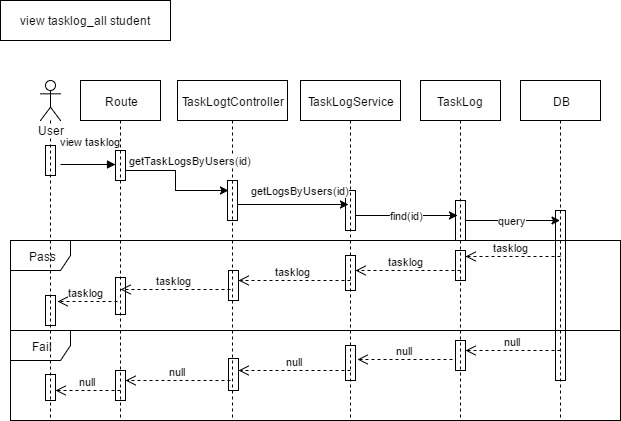 view tasklog_all student
User
Route
TaskLogtController
TaskLogService
TaskLog
DB
view tasklog
getTaskLogsByUsers(id)
getLogsByUsers(id)
find(id)
query
Pass
tasklog
tasklog
tasklog
tasklog
tasklog
Fail
null
null
null
null
null